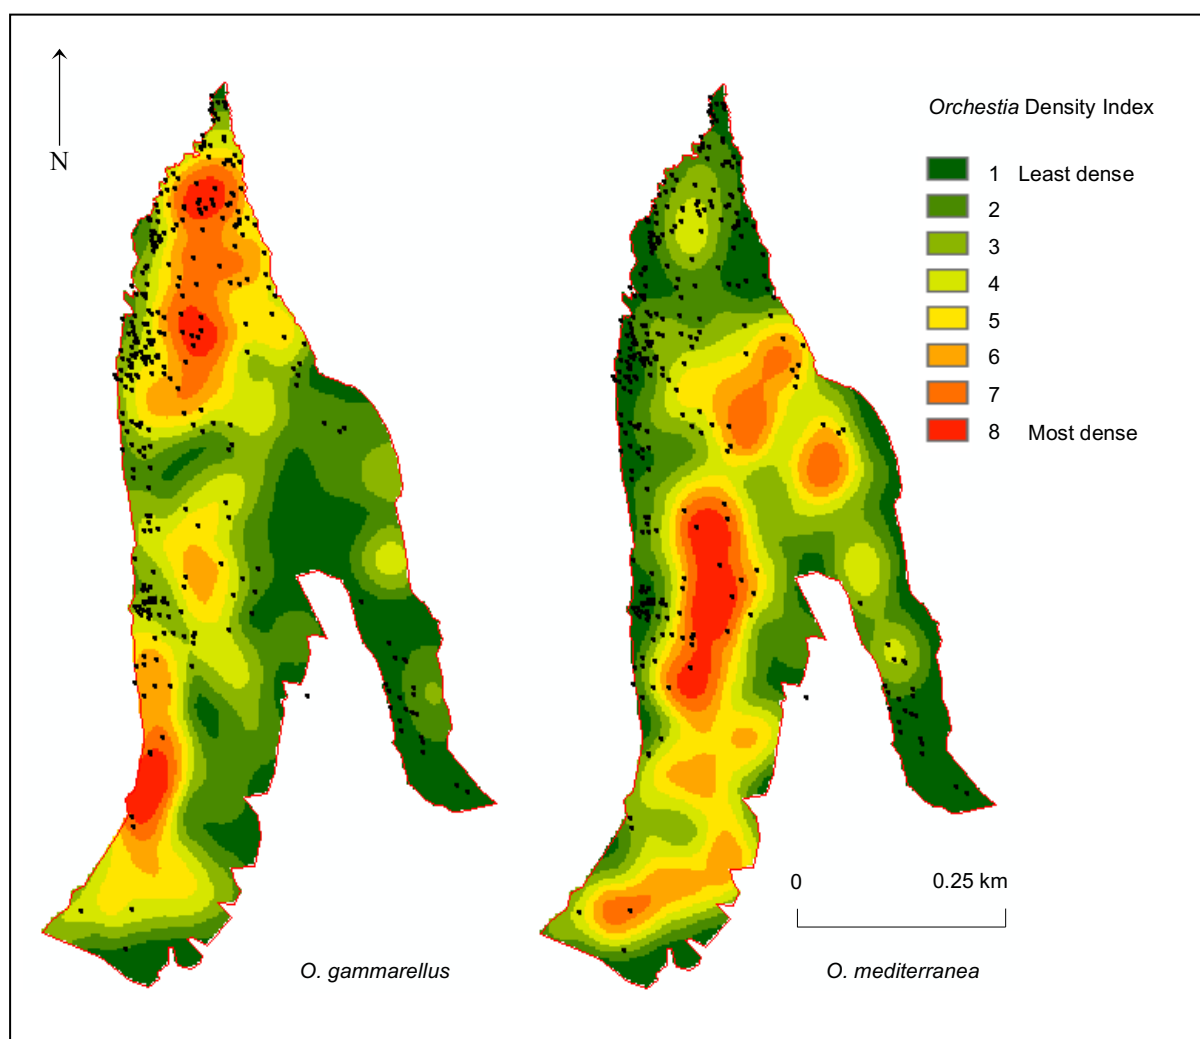 N
Orchestia Density Index
1 Least dense
2
3
4
5
6
7
8 Most dense
0 0.25 km
O. gammarellus
O. mediterranea